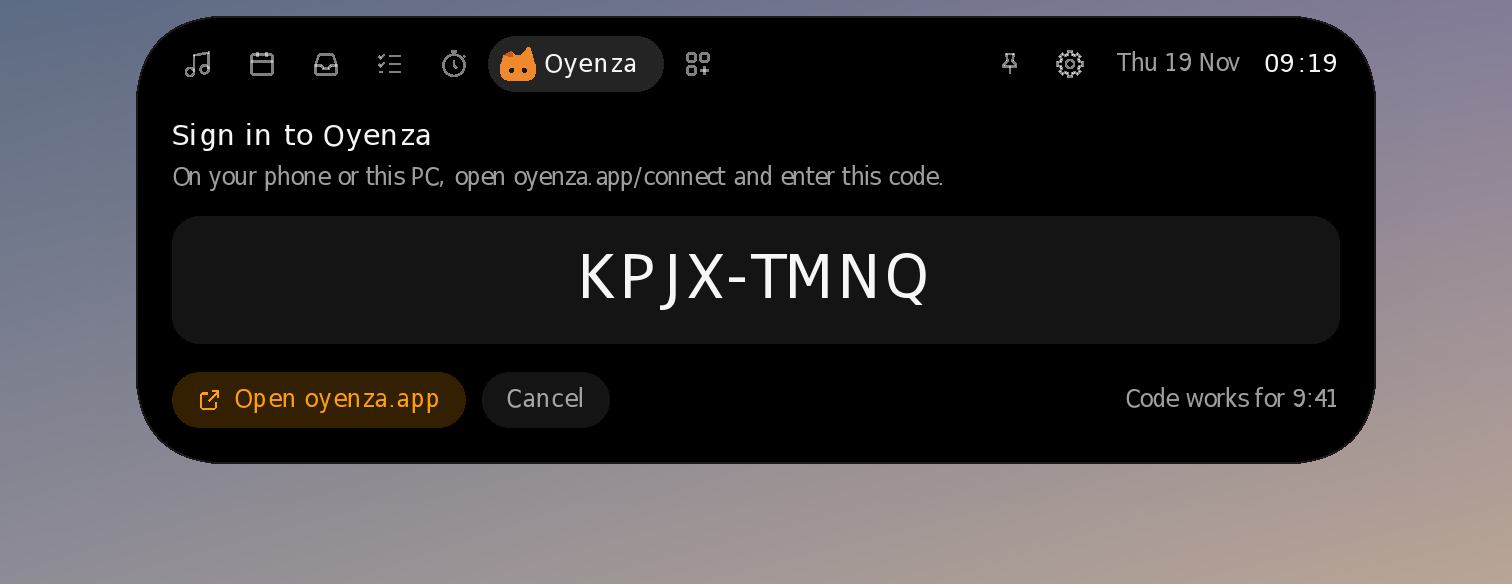 Oyenza
Thu 19 Nov 09:19
Sign in to Oyenza
On your phone or this PC, open oyenza.app/connect and enter this code.
KPJX-TMNQ
Open oyenza.app
Cancel
Code works for 9:41